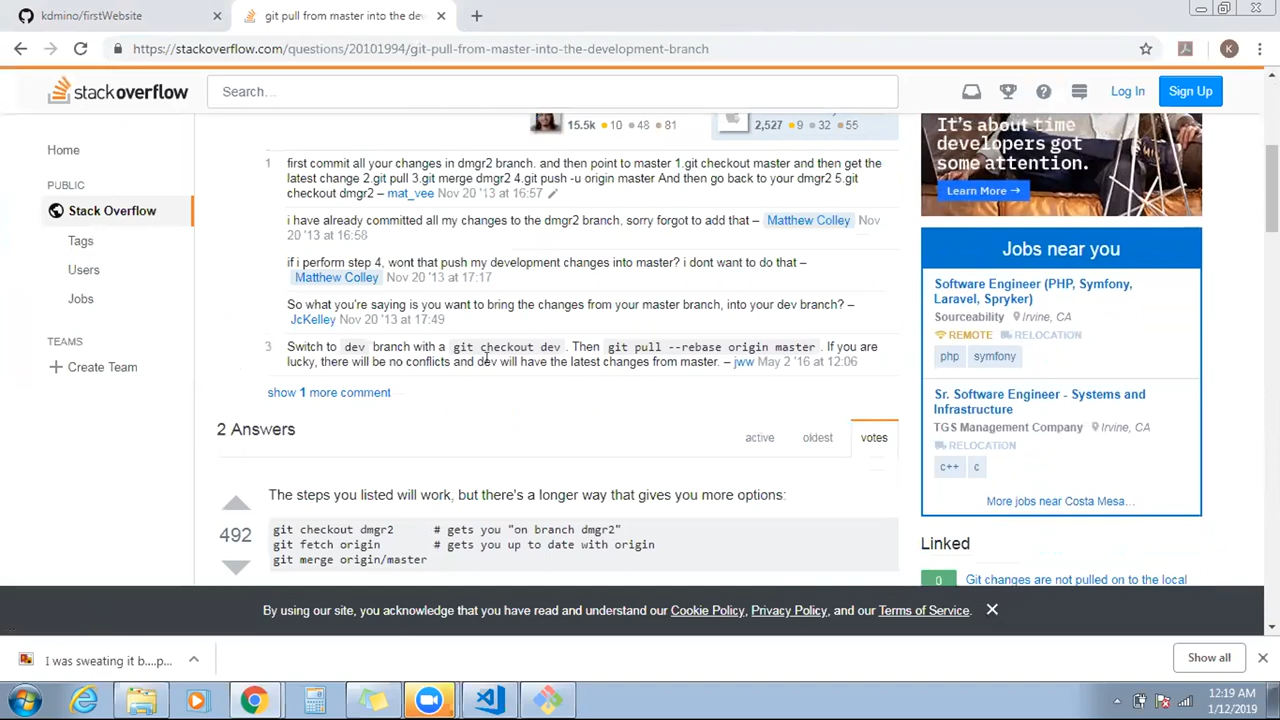 kdmino/firstWebsite
git pull from master into the dev
https://stackoverflow.com/questions/20101994/git-pull-from-master-into-the-development-branch
K
stackoverflow
Search...
Log In
Sign Up
15.5k 10 48 81
2,527 9 32 55
Home
PUBLIC
Stack Overflow
Tags
Users
Jobs
TEAMS
Create Team
1 first commit all your changes in dmgr2 branch. and then point to master 1.git checkout master and then get the
latest change 2.git pull 3.git merge dmgr2 4.git push -u origin master And then go back to your dmgr2 5.git
checkout dmgr2 – mat_vee Nov 20 '13 at 16:57
i have already committed all my changes to the dmgr2 branch, sorry forgot to add that – Matthew Colley Nov
20 '13 at 16:58
if i perform step 4, wont that push my development changes into master? i dont want to do that –
Matthew Colley Nov 20 '13 at 17:17
So what you're saying is you want to bring the changes from your master branch, into your dev branch? –
JcKelley Nov 20 '13 at 17:49
3 Switch to dev branch with a git checkout dev. Then git pull --rebase origin master. If you are
lucky, there will be no conflicts and dev will have the latest changes from master. – jww May 2 '16 at 12:06
show 1 more comment
2 Answers
active
oldest
votes
The steps you listed will work, but there's a longer way that gives you more options:
492
git checkout dmgr2 # gets you "on branch dmgr2"
git fetch origin # gets you up to date with origin
git merge origin/master
It's about time
developers got
some attention.
Learn More →
Jobs near you
Software Engineer (PHP, Symfony,
Laravel, Spryker)
Sourceability Irvine, CA
REMOTE RELOCATION
php symfony
Sr. Software Engineer - Systems and
Infrastructure
TGS Management Company Irvine, CA
RELOCATION
c++ c
More jobs near Costa Mesa...
Linked
0 Git changes are not pulled on to the local
By using our site, you acknowledge that you have read and understand our Cookie Policy, Privacy Policy, and our Terms of Service.
I was sweating it b....p...
Show all
12:19 AM
1/12/2019